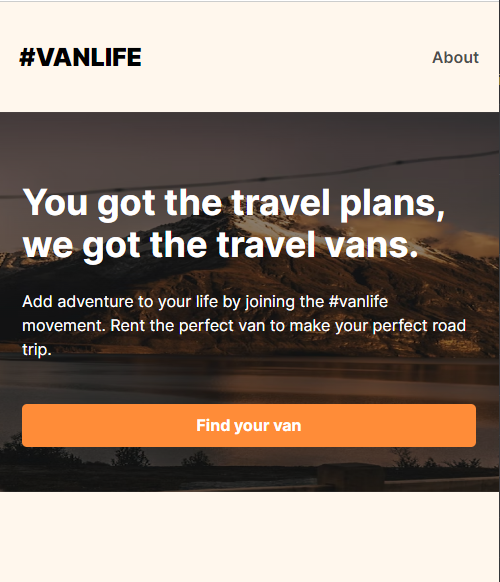 #VANLIFE
About
You got the travel plans,
we got the travel vans.
Add adventure to your life by joining the #vanlife
movement. Rent the perfect van to make your perfect road
trip.
Find your van